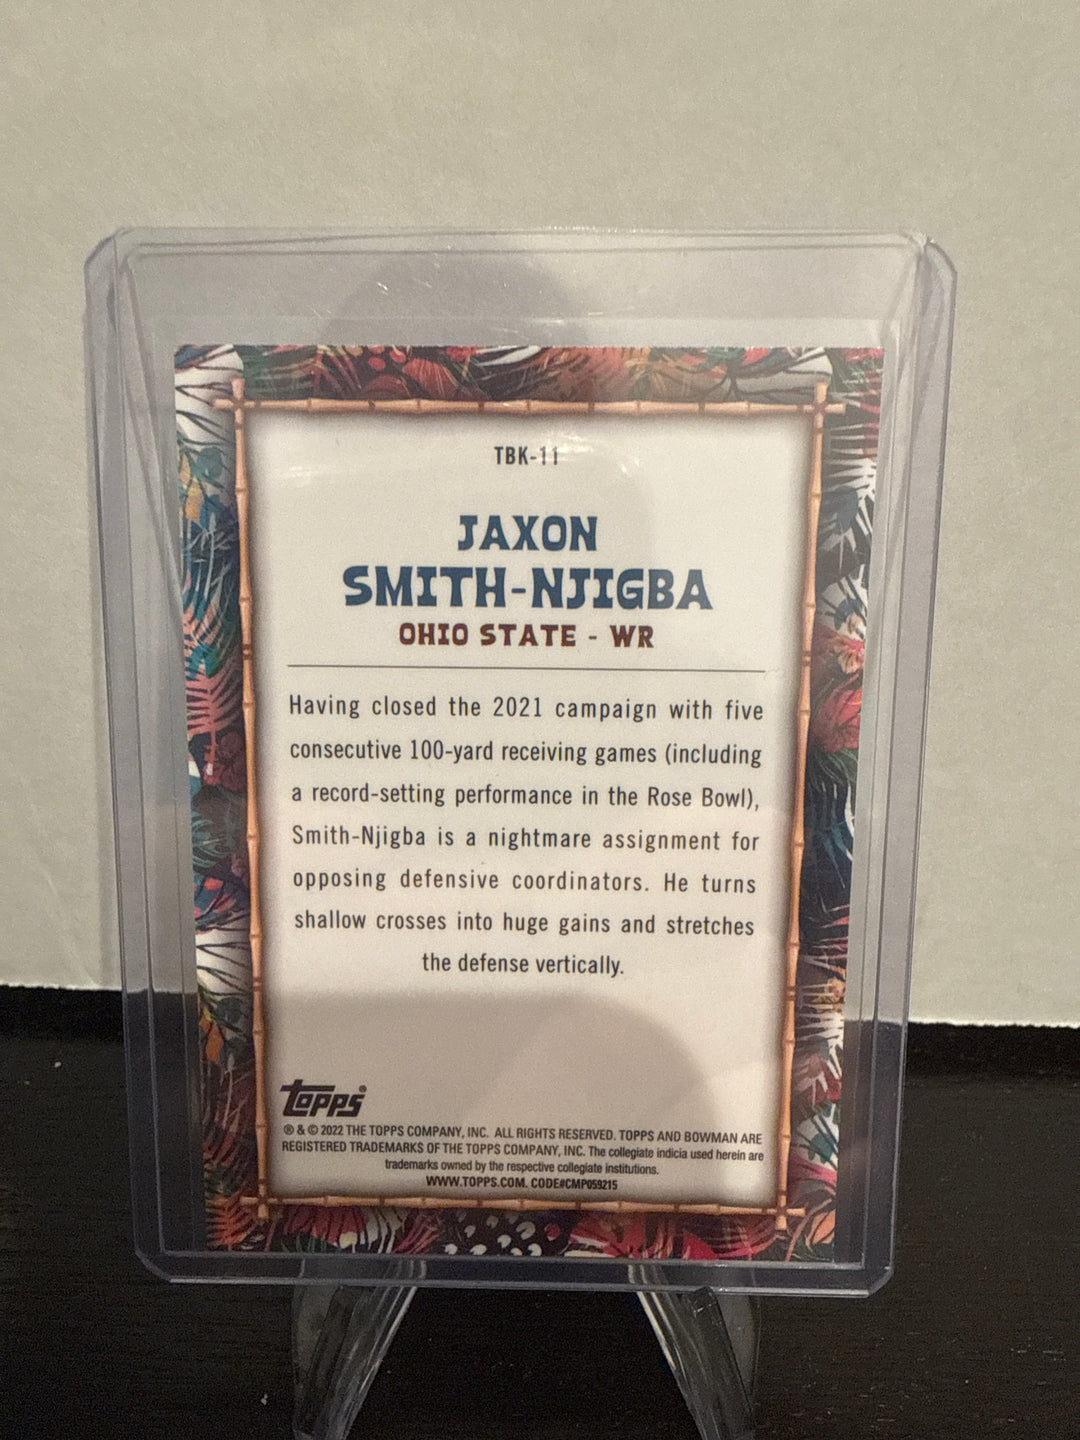 TBK-11
JAXON
SMITH-NJIGBA
OHIO STATE - WR
Having closed the 2021 campaign with five
consecutive 100-yard receiving games (including
a record-setting performance in the Rose Bowl),
Smith-Njigba is a nightmare assignment for
opposing defensive coordinators. He turns
shallow crosses into huge gains and stretches
the defense vertically.
Topps®
® & © 2022 THE TOPPS COMPANY, INC. ALL RIGHTS RESERVED. TOPPS AND BOWMAN ARE
REGISTERED TRADEMARKS OF THE TOPPS COMPANY, INC. The collegiate indicia used herein are
trademarks owned by the respective collegiate institutions.
WWW.TOPPS.COM. CODE#CMP059215